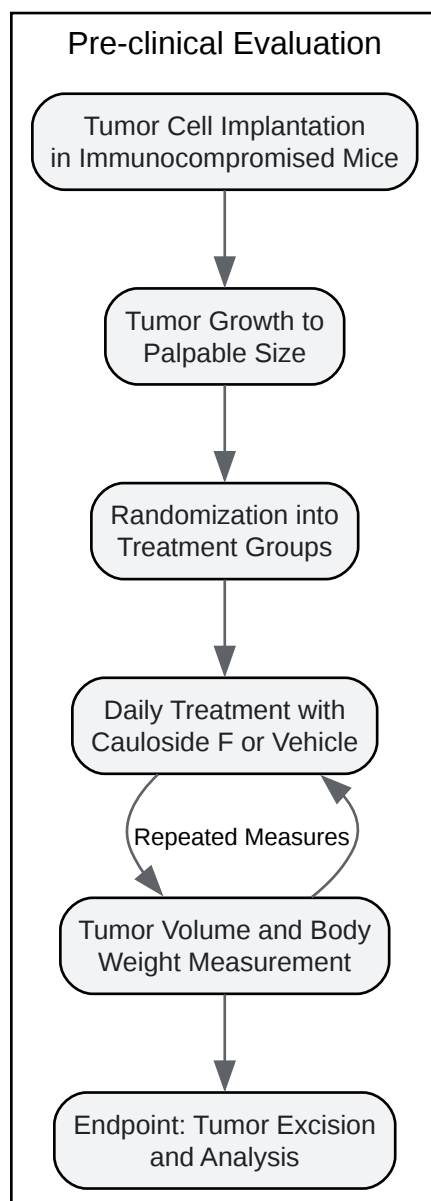 Pre-clinical Evaluation
Tumor Cell Implantation
in Immunocompromised Mice
Tumor Growth to
Palpable Size
Randomization into
Treatment Groups
Daily Treatment with
Cauloside F or Vehicle
Repeated Measures
Tumor Volume and Body
Weight Measurement
Endpoint: Tumor Excision
and Analysis